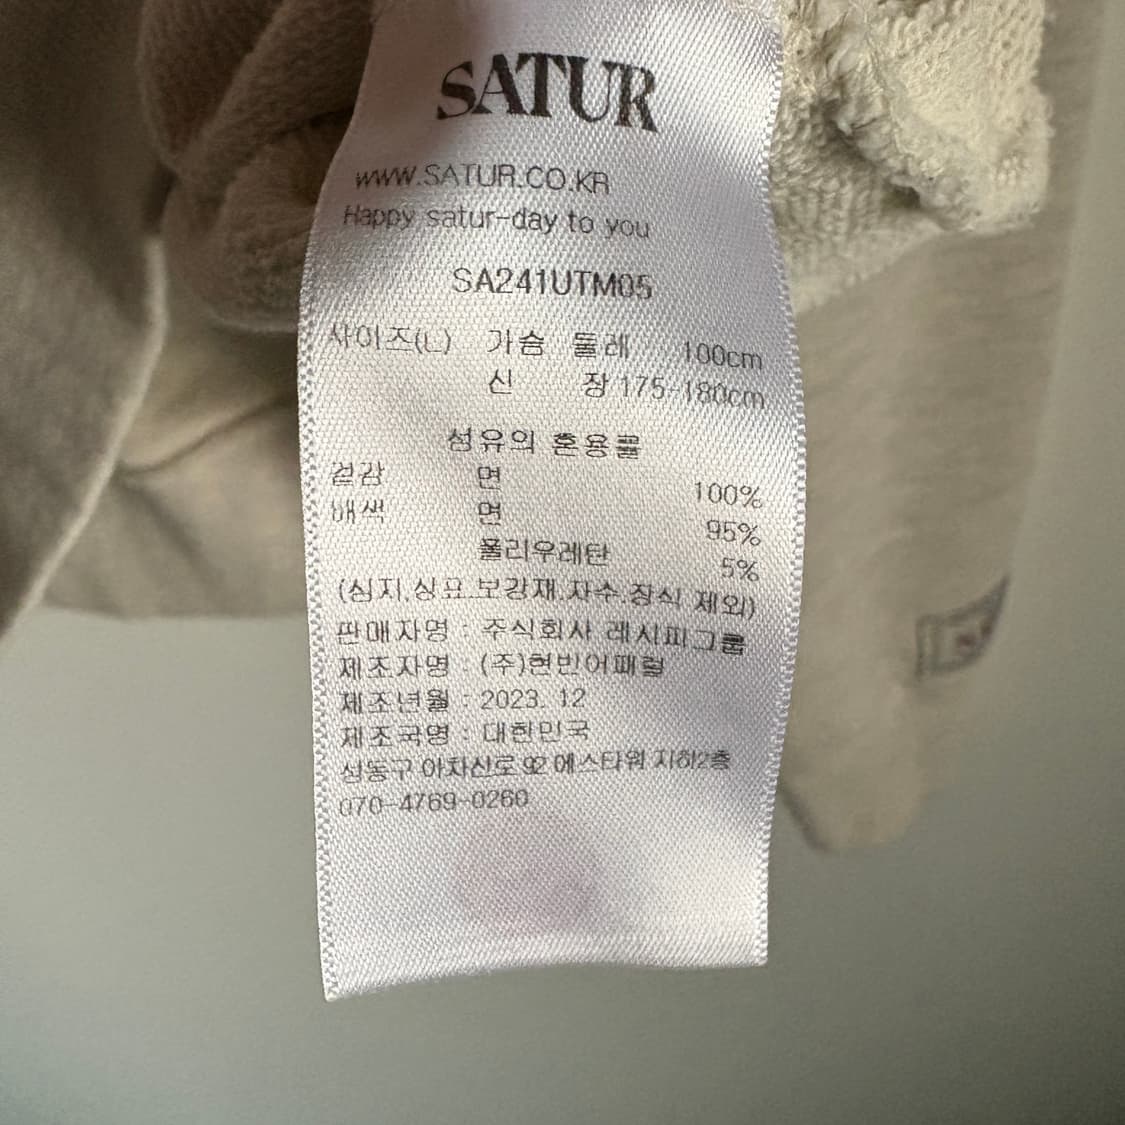 SATUR
WWW.SATUR.CO.KR
Happy satur-day to you
SA241UTM05
사이즈(L) 가슴 둘레 100cm
신 장 175-180cm
섬유의 혼용률
겉감 면 100%
배색 면 95%
폴리우레탄 5%
(심지.상표.보강재.자수.장식 제외)
판매자명 : 주식회사 레시피그룹
제조자명 : (주)현빈어패럴
제조년월 : 2023. 12
제조국명 : 대한민국
성동구 아차산로 92 에스타워 지하2층
070-4769-0260